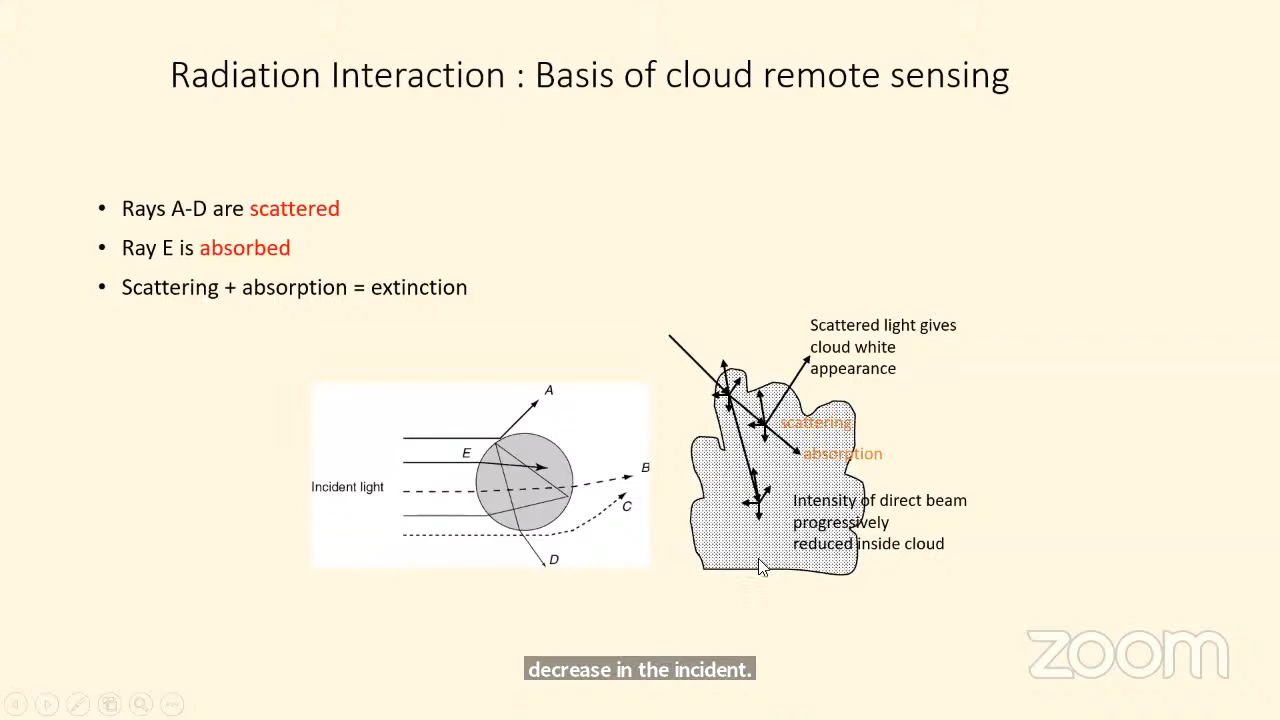 Radiation Interaction : Basis of cloud remote sensing
• Rays A-D are scattered
• Ray E is absorbed
• Scattering + absorption = extinction
Scattered light gives
cloud white
appearance
A
scattering
E
absorption
B
Incident light
Intensity of direct beam
C
progressively
reduced inside cloud
D
zoom
decrease in the incident.